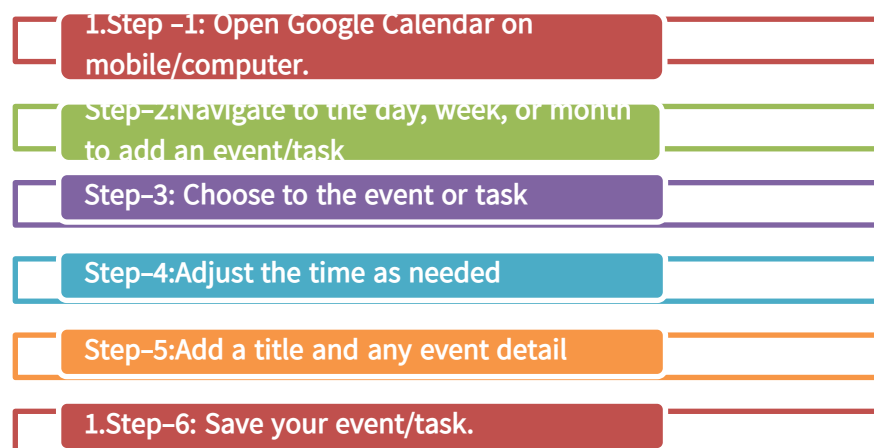 1.Step –1: Open Google Calendar on
mobile/computer.
Step–2:Navigate to the day, week, or month
to add an event/task
Step–3: Choose to the event or task
Step–4:Adjust the time as needed
Step–5:Add a title and any event detail
1.Step–6: Save your event/task.